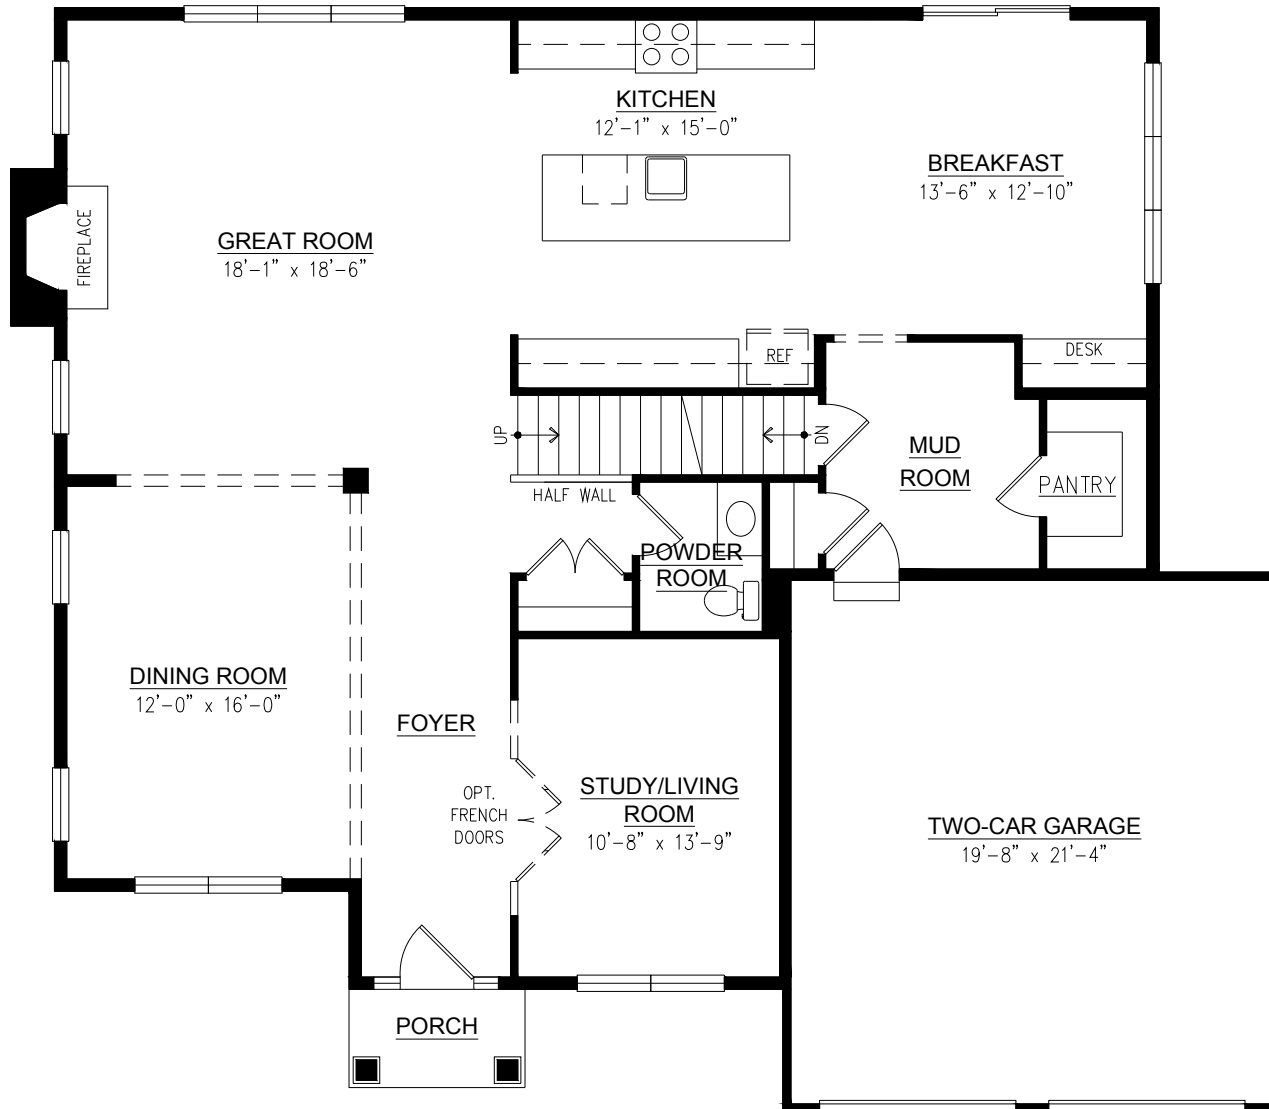 KITCHEN
12'-1" x 15'-0"
BREAKFAST
13'-6" x 12'-10"
FIREPLACE
GREAT ROOM
18'-1" x 18'-6"
REF
DESK
UP
DN
MUD
ROOM
PANTRY
HALF WALL
POWDER
ROOM
DINING ROOM
12'-0" x 16'-0"
FOYER
OPT.
FRENCH
DOORS
STUDY/LIVING
ROOM
10'-8" x 13'-9"
TWO-CAR GARAGE
19'-8" x 21'-4"
PORCH